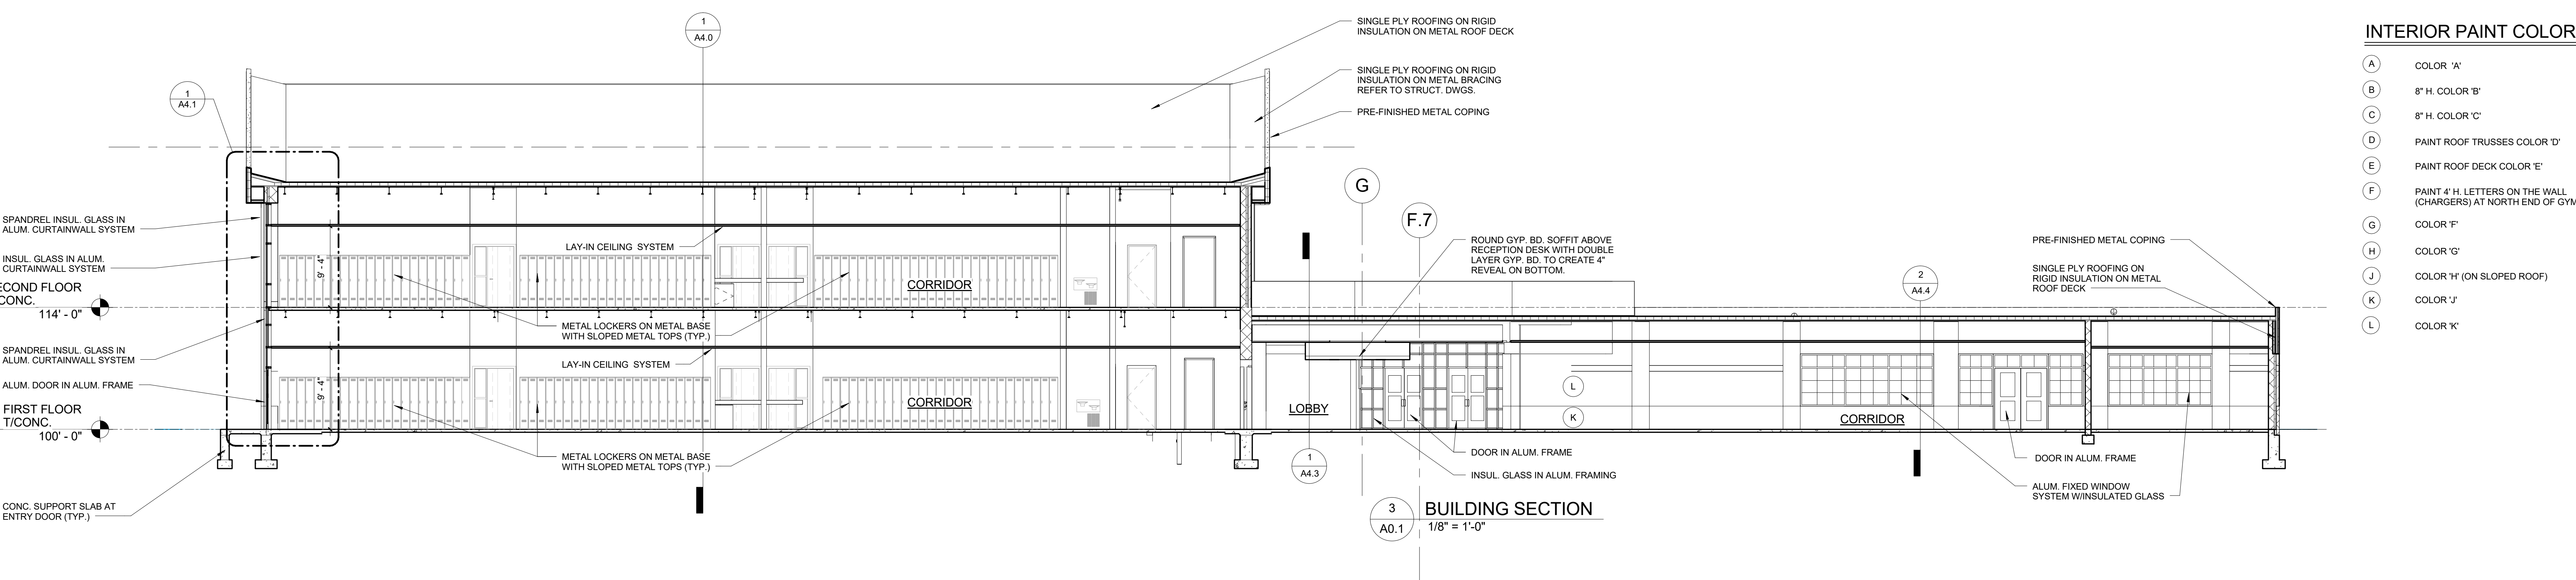 1
A4.0
1
A4.1
SINGLE PLY ROOFING ON RIGID
INSULATION ON METAL ROOF DECK
SINGLE PLY ROOFING ON RIGID
INSULATION ON METAL BRACING
REFER TO STRUCT. DWGS.
PRE-FINISHED METAL COPING
G
F.7
SPANDREL INSUL. GLASS IN
ALUM. CURTAINWALL SYSTEM
INSUL. GLASS IN ALUM.
CURTAINWALL SYSTEM
ECOND FLOOR
CONC.
114' - 0"
SPANDREL INSUL. GLASS IN
ALUM. CURTAINWALL SYSTEM
ALUM. DOOR IN ALUM. FRAME
FIRST FLOOR
T/CONC.
100' - 0"
CONC. SUPPORT SLAB AT
ENTRY DOOR (TYP.)
9' - 4"
LAY-IN CEILING SYSTEM
CORRIDOR
METAL LOCKERS ON METAL BASE
WITH SLOPED METAL TOPS (TYP.)
LAY-IN CEILING SYSTEM
9' - 4"
CORRIDOR
METAL LOCKERS ON METAL BASE
WITH SLOPED METAL TOPS (TYP.)
ROUND GYP. BD. SOFFIT ABOVE
RECEPTION DESK WITH DOUBLE
LAYER GYP. BD. TO CREATE 4"
REVEAL ON BOTTOM.
LOBBY
L
K
CORRIDOR
1
A4.3
DOOR IN ALUM. FRAME
INSUL. GLASS IN ALUM. FRAMING
PRE-FINISHED METAL COPING
SINGLE PLY ROOFING ON
RIGID INSULATION ON METAL
ROOF DECK
2
A4.4
DOOR IN ALUM. FRAME
ALUM. FIXED WINDOW
SYSTEM W/INSULATED GLASS
3
A0.1
BUILDING SECTION
1/8" = 1'-0"
INTERIOR PAINT COLOR
A COLOR 'A'
B 8" H. COLOR 'B'
C 8" H. COLOR 'C'
D PAINT ROOF TRUSSES COLOR 'D'
E PAINT ROOF DECK COLOR 'E'
F PAINT 4' H. LETTERS ON THE WALL
(CHARGERS) AT NORTH END OF GYM
G COLOR 'F'
H COLOR 'G'
J COLOR 'H' (ON SLOPED ROOF)
K COLOR 'J'
L COLOR 'K'